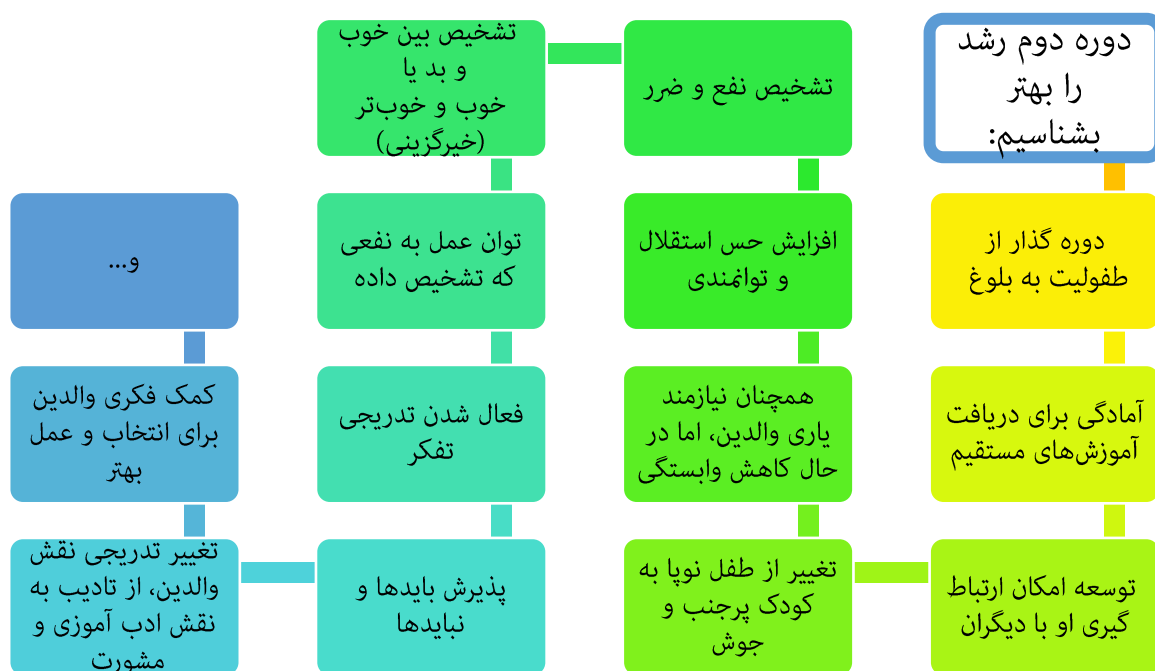 دوره دوم رشد
را بهتر
بشناسیم:
دوره گذار از
طفولیت به بلوغ
آمادگی برای دریافت
آموزش‌های مستقیم
توسعه امکان ارتباط
گیری او با دیگران
تغییر از طفل نوپا به
کودک پرجنب و
جوش
همچنان نیازمند
یاری والدین، اما در
حال کاهش وابستگی
افزایش حس استقلال
و توانمندی
تشخیص نفع و ضرر
تشخیص بین خوب
و بد یا
خوب و خوب‌تر
(خیرگزینی)
توان عمل به نفعی
که تشخیص داده
فعال شدن تدریجی
تفکر
پذیرش بایدها و
نبایدها
تغییر تدریجی نقش
والدین، از تادیب به
نقش ادب آموزی و
مشورت
کمک فکری والدین
برای انتخاب و عمل
بهتر
و...